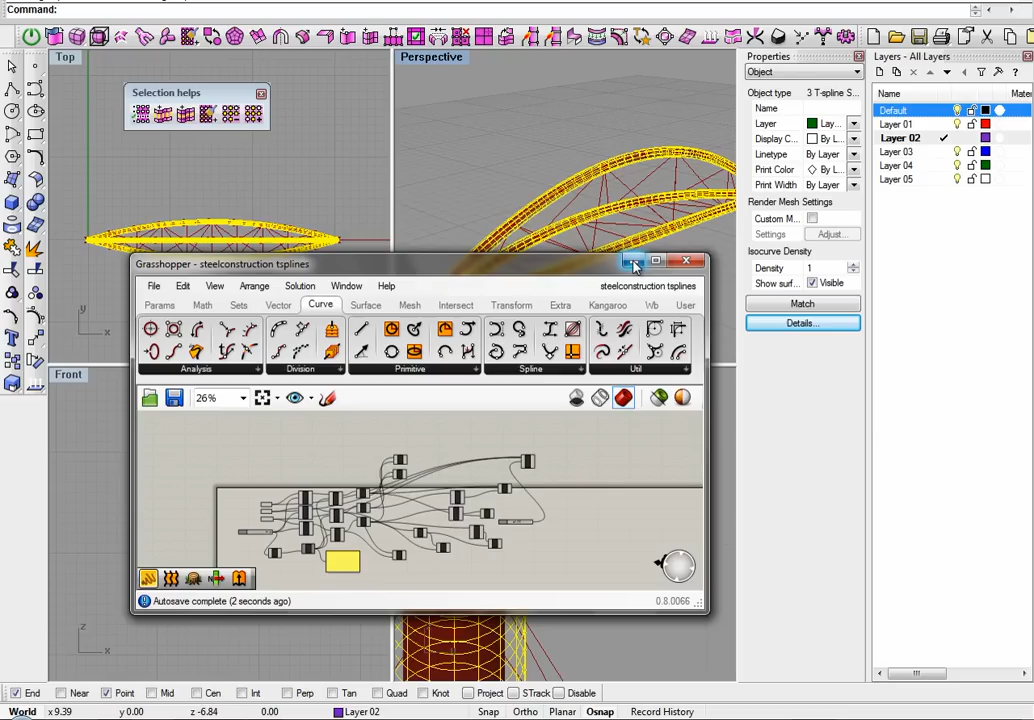 Command:
Top
Perspective
Front
Selection helps
Properties
Object
Object type 3 T-spline S...
Name
Layer Lay...
Display C... By L...
Linetype By Layer
Print Color By L...
Print Width By Layer
Render Mesh Settings
Custom M...
Settings Adjust...
Isocurve Density
Density 1
Show surf... Visible
Match
Details...
Layers - All Layers
Name Mater
Default
Layer 01
Layer 02
Layer 03
Layer 04
Layer 05
Grasshopper - steelconstruction tsplines
File Edit View Arrange Solution Window Help steelconstruction tsplines
Params Math Sets Vector Curve Surface Mesh Intersect Transform Extra Kangaroo Wb User
Analysis Division Primitive Spline Util
26%
Autosave complete (2 seconds ago) 0.8.0066
y
x
z
x
End Near Point Mid Cen Int Perp Tan Quad Knot Project STrack Disable
World x 9.39 y 0.00 z -6.84 0.00 Layer 02 Snap Ortho Planar Osnap Record History